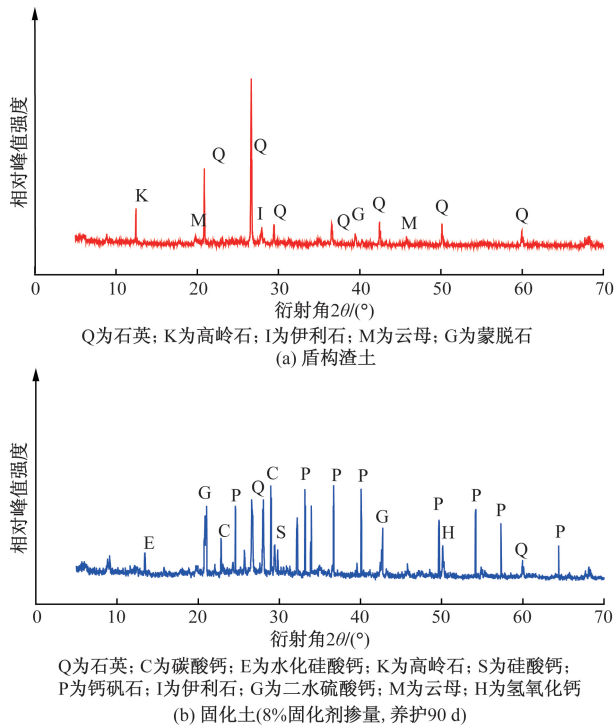 相对峰值强度
K
M
Q
Q
I
Q
Q
G
Q
M
Q
Q
0
10
20
30
40
50
60
70
衍射角2θ/(°)
Q为石英; K为高岭石; I为伊利石; M为云母; G为蒙脱石
(a) 盾构渣土
相对峰值强度
E
G
C
P
Q
C
S
P
P
P
G
P
H
P
P
Q
P
0
10
20
30
40
50
60
70
衍射角2θ/(°)
Q为石英; C为碳酸钙; E为水化硅酸钙; K为高岭石; S为硅酸钙;
P为钙矾石; I为伊利石; G为二水硫酸钙; M为云母; H为氢氧化钙
(b) 固化土(8%固化剂掺量, 养护90 d)